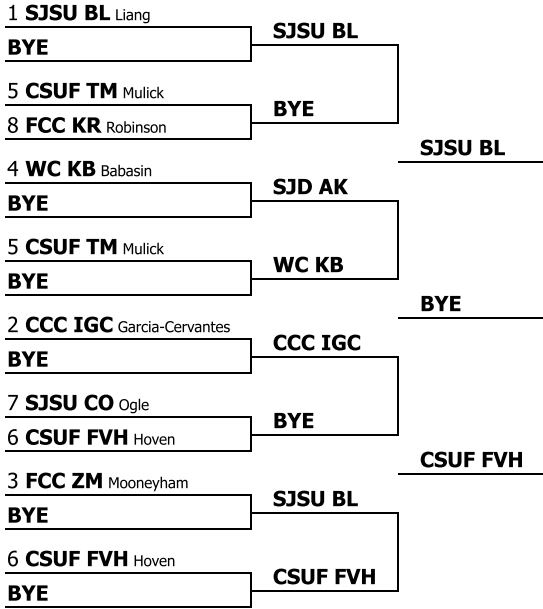 1 SJSU BL Liang
BYE
5 CSUF TM Mulick
8 FCC KR Robinson
4 WC KB Babasin
BYE
5 CSUF TM Mulick
BYE
2 CCC IGC Garcia-Cervantes
BYE
7 SJSU CO Ogle
6 CSUF FVH Hoven
3 FCC ZM Mooneyham
BYE
6 CSUF FVH Hoven
BYE
SJSU BL
BYE
SJD AK
WC KB
CCC IGC
BYE
SJSU BL
CSUF FVH
SJSU BL
BYE
CSUF FVH